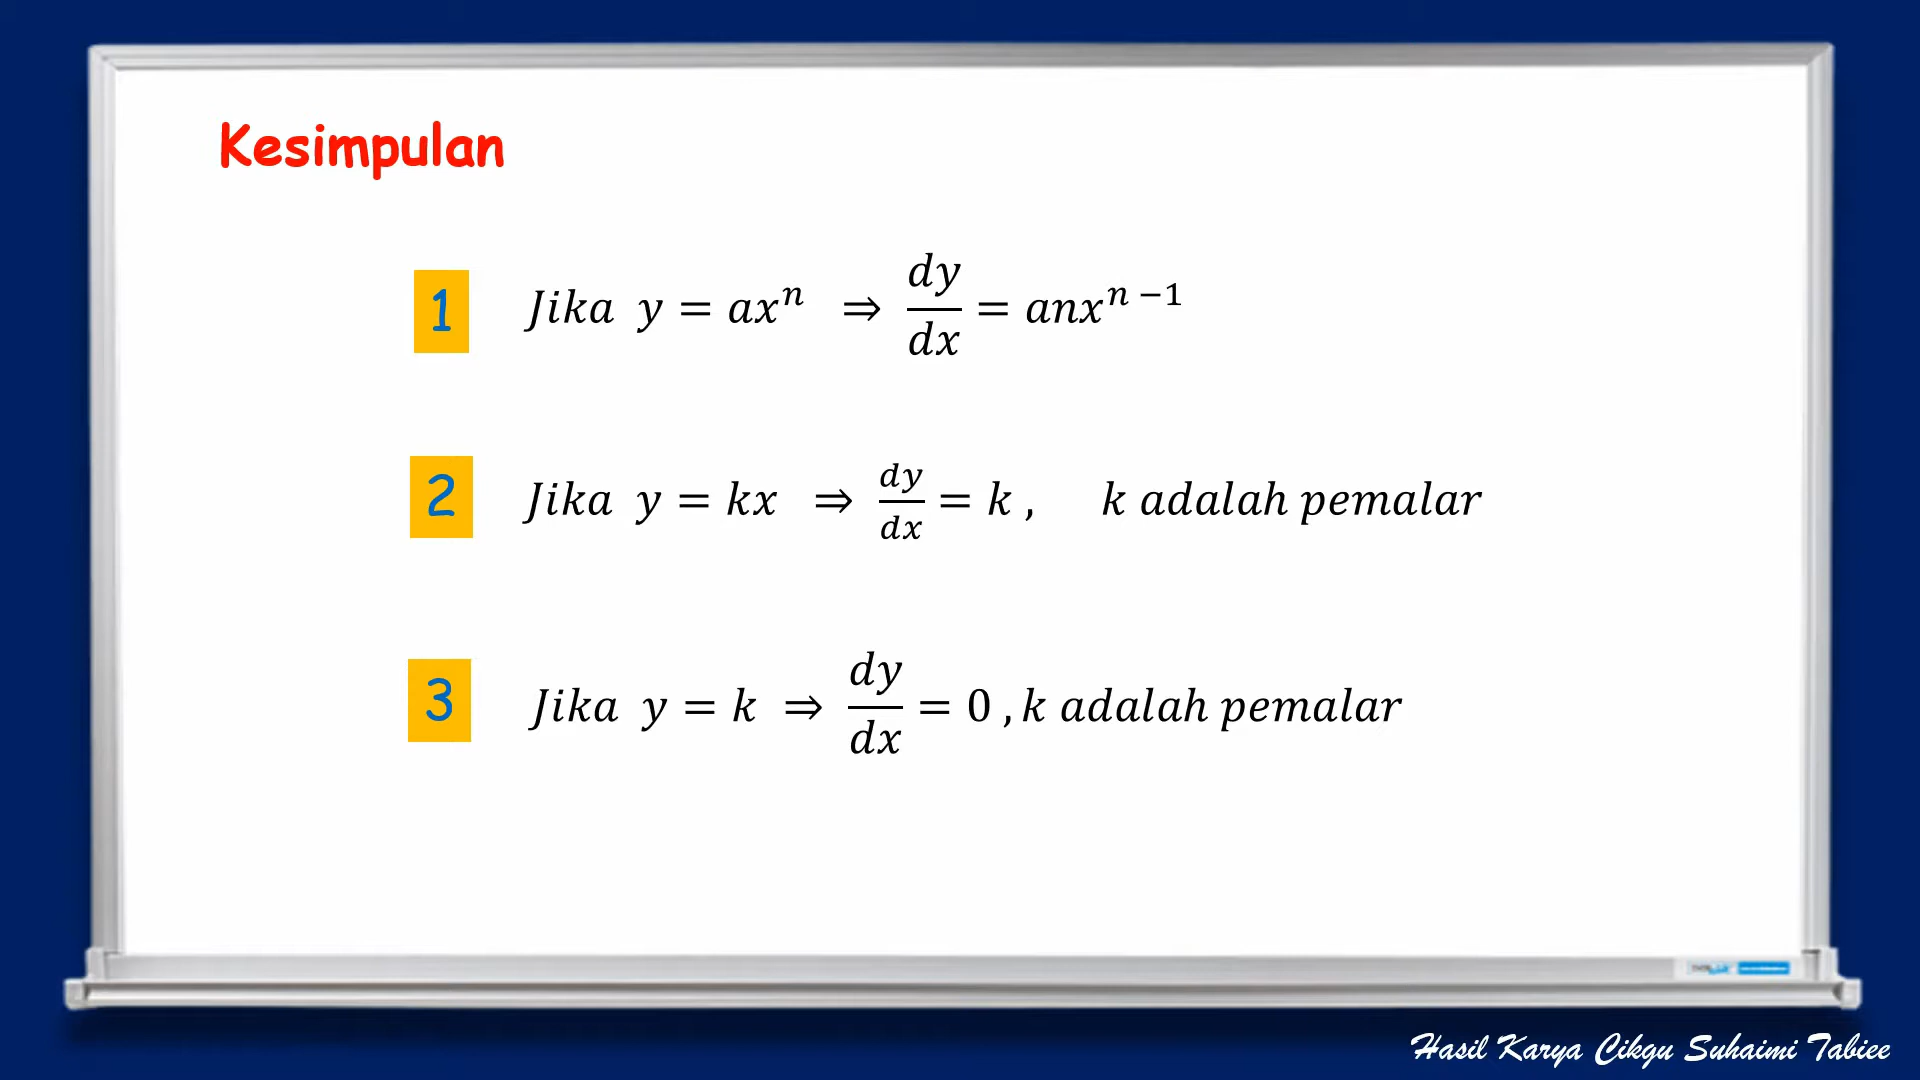 Kesimpulan
1 Jika y = axⁿ ⇒ dy/dx = anxⁿ ⁻¹
2 Jika y = kx ⇒ dy/dx = k , k adalah pemalar
3 Jika y = k ⇒ dy/dx = 0 , k adalah pemalar
Hasil Karya Cikgu Suhaimi Tabiee